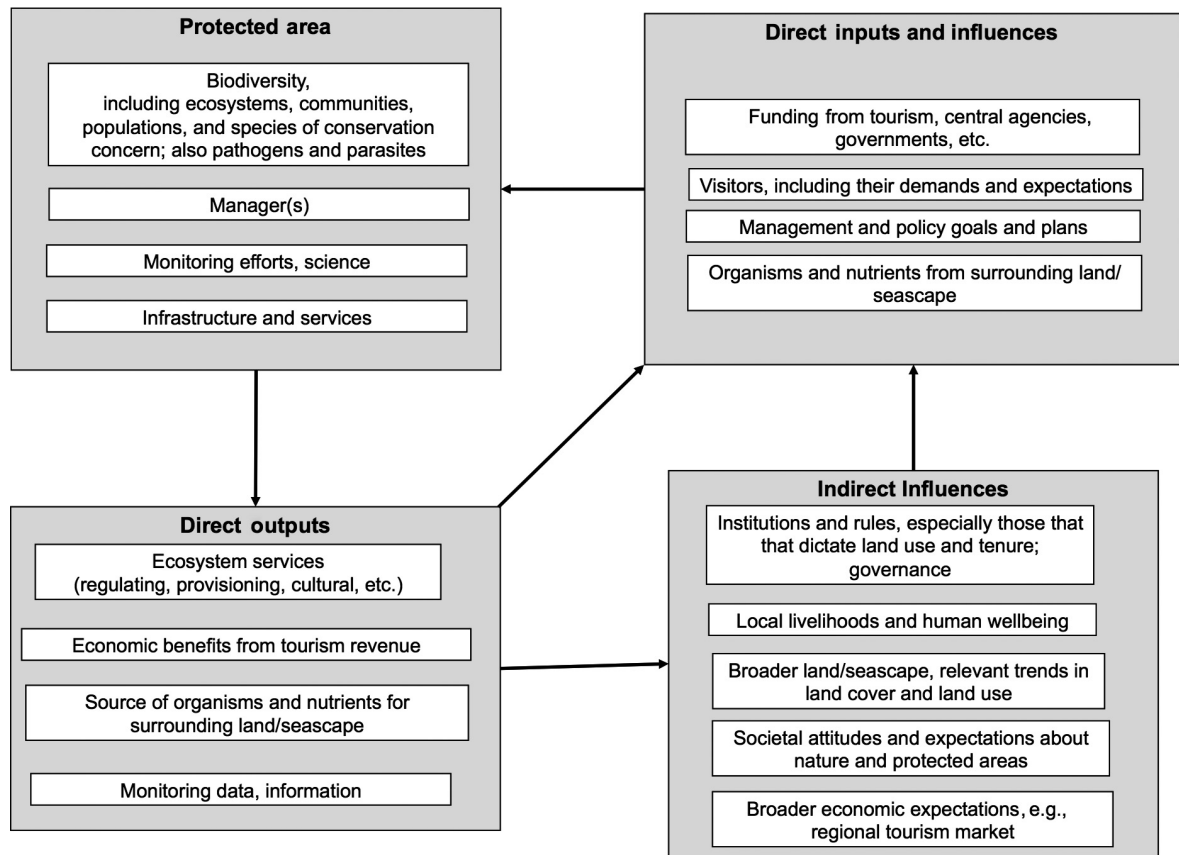 Protected area
Biodiversity,
including ecosystems, communities,
populations, and species of conservation
concern; also pathogens and parasites
Manager(s)
Monitoring efforts, science
Infrastructure and services
Direct inputs and influences
Funding from tourism, central agencies,
governments, etc.
Visitors, including their demands and expectations
Management and policy goals and plans
Organisms and nutrients from surrounding land/
seascape
Direct outputs
Ecosystem services
(regulating, provisioning, cultural, etc.)
Economic benefits from tourism revenue
Source of organisms and nutrients for
surrounding land/seascape
Monitoring data, information
Indirect Influences
Institutions and rules, especially those that
that dictate land use and tenure;
governance
Local livelihoods and human wellbeing
Broader land/seascape, relevant trends in
land cover and land use
Societal attitudes and expectations about
nature and protected areas
Broader economic expectations, e.g.,
regional tourism market